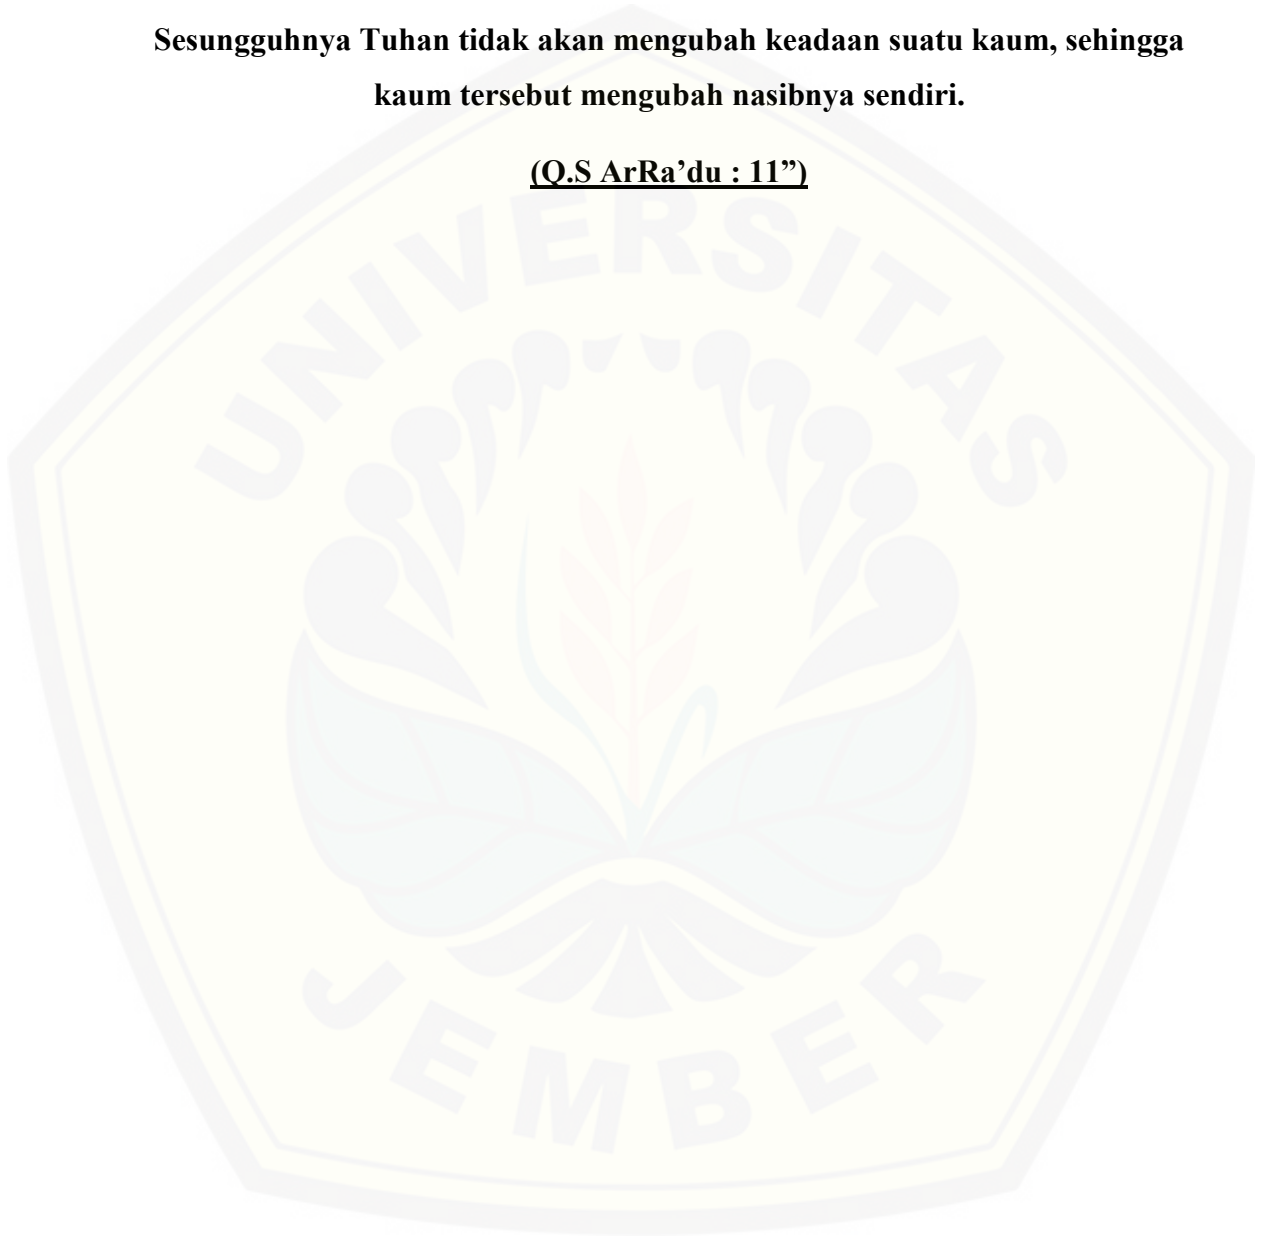 Sesungguhnya Tuhan tidak akan mengubah keadaan suatu kaum, sehingga
kaum tersebut mengubah nasibnya sendiri.
(Q.S ArRa’du : 11”)
UNIVERSITAS
JEMBER